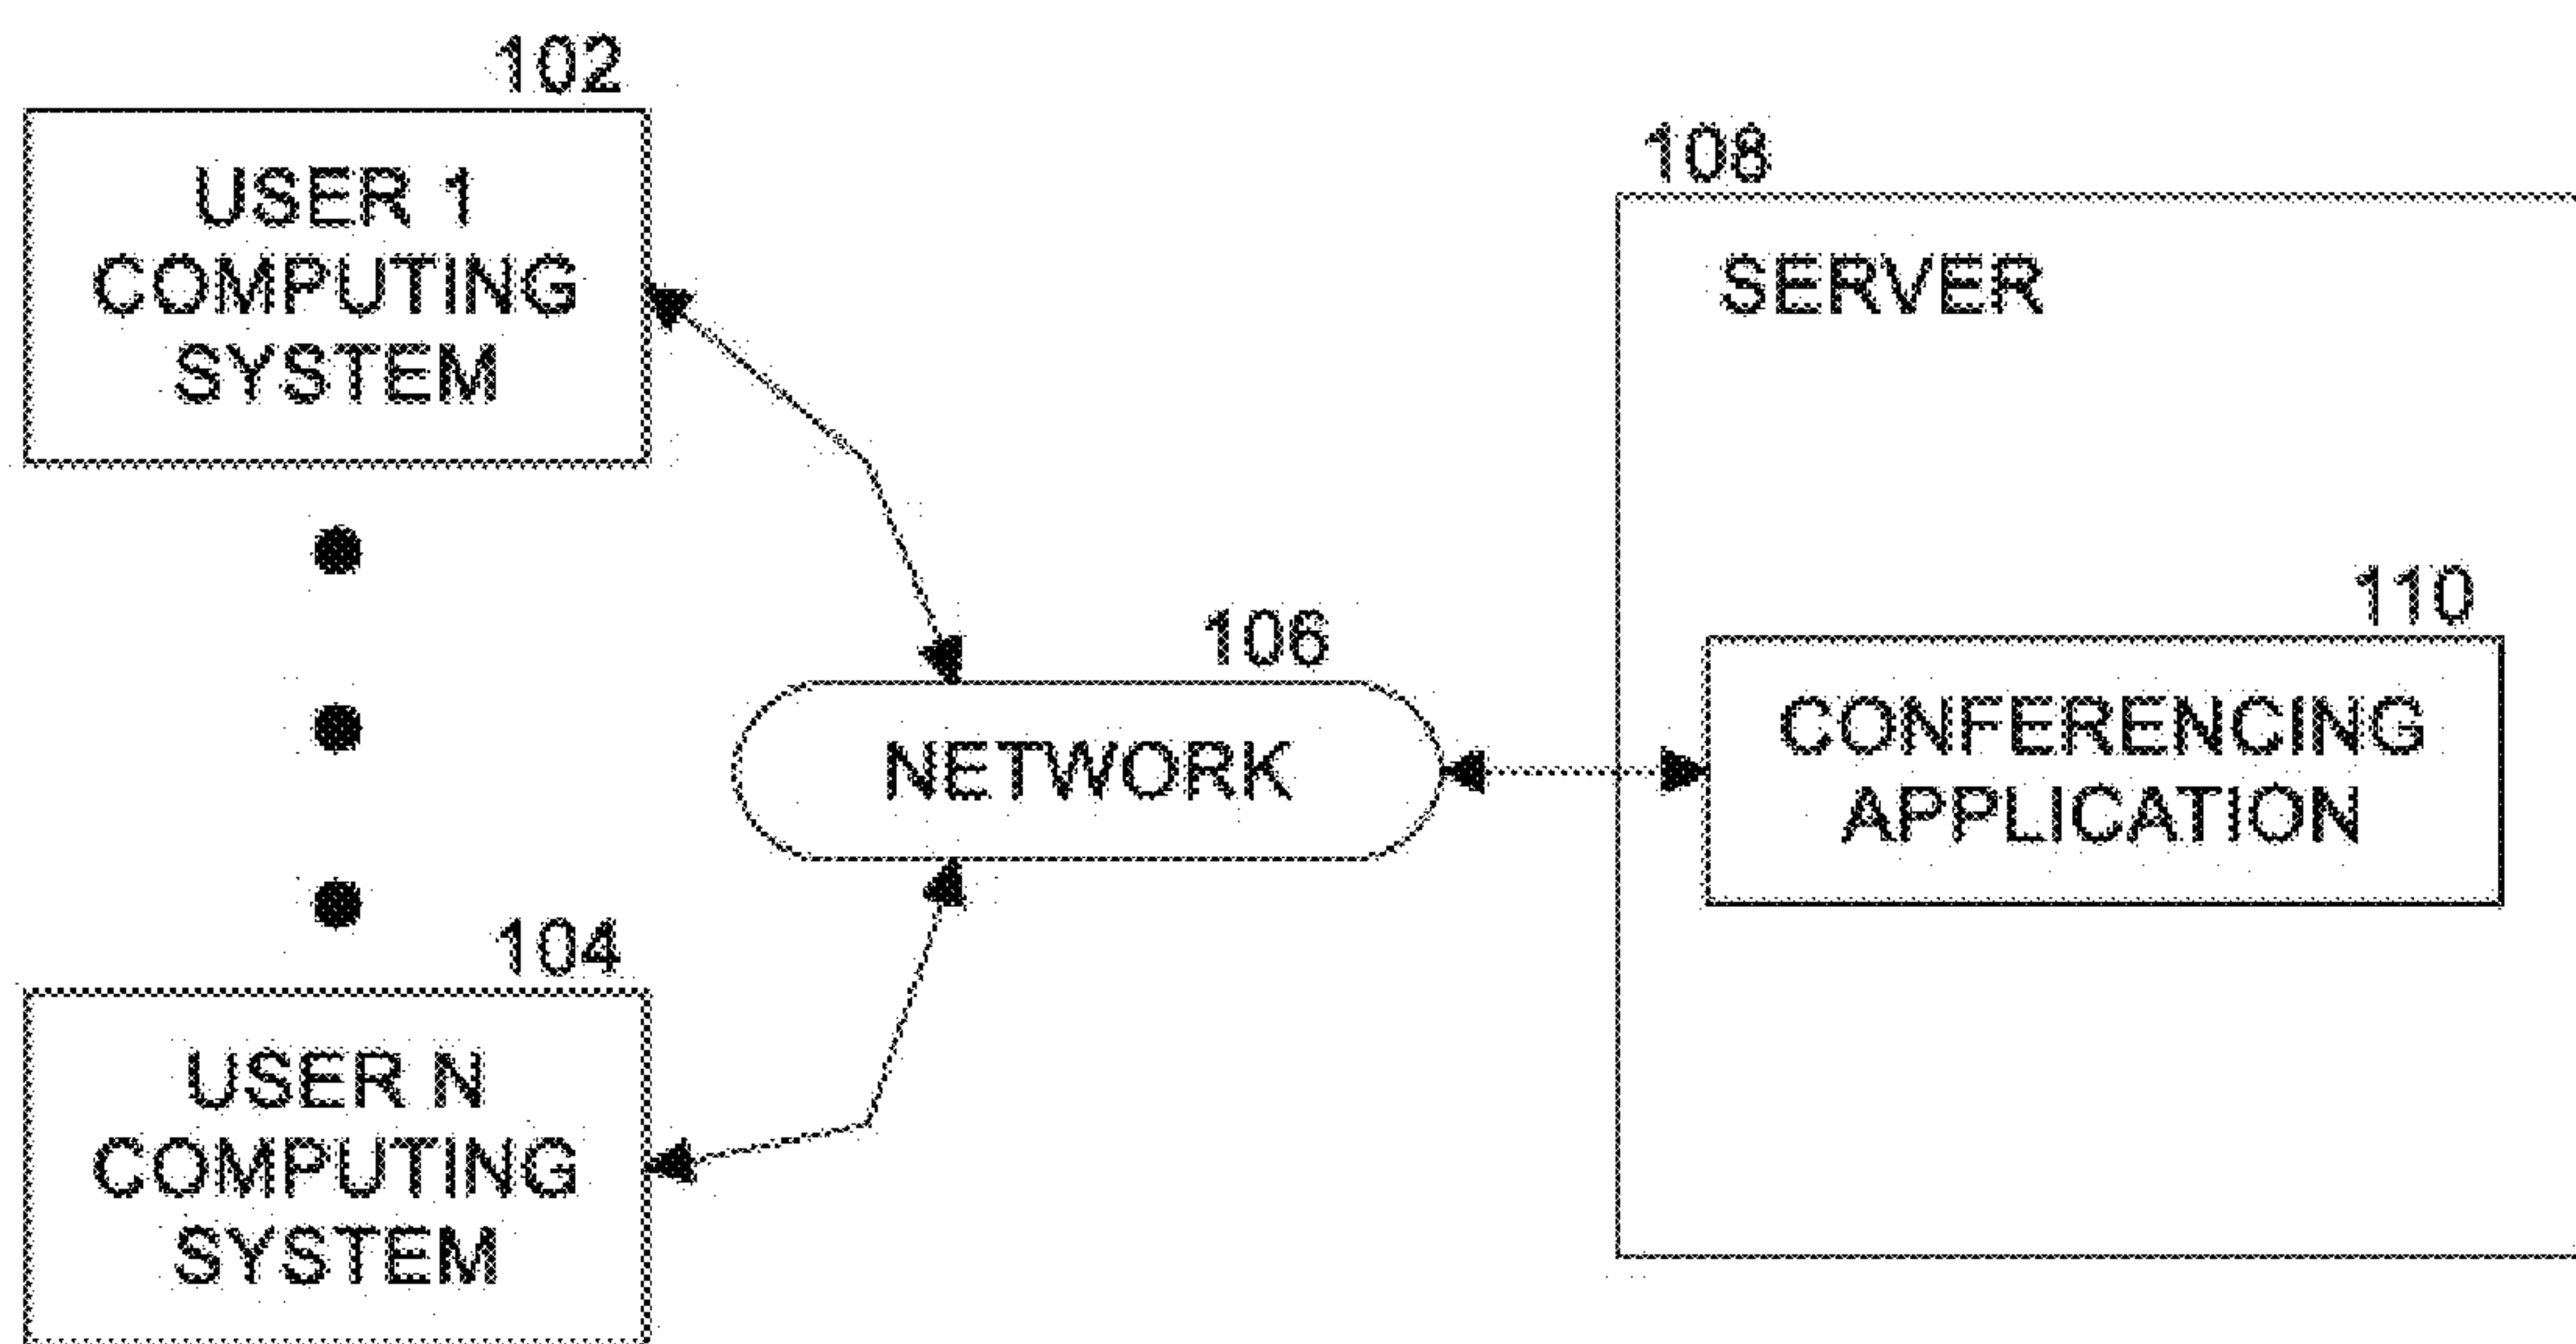 102
USER 1
COMPUTING
SYSTEM
108
SERVER
106
NETWORK
110
CONFERENCING
APPLICATION
104
USER N
COMPUTING
SYSTEM